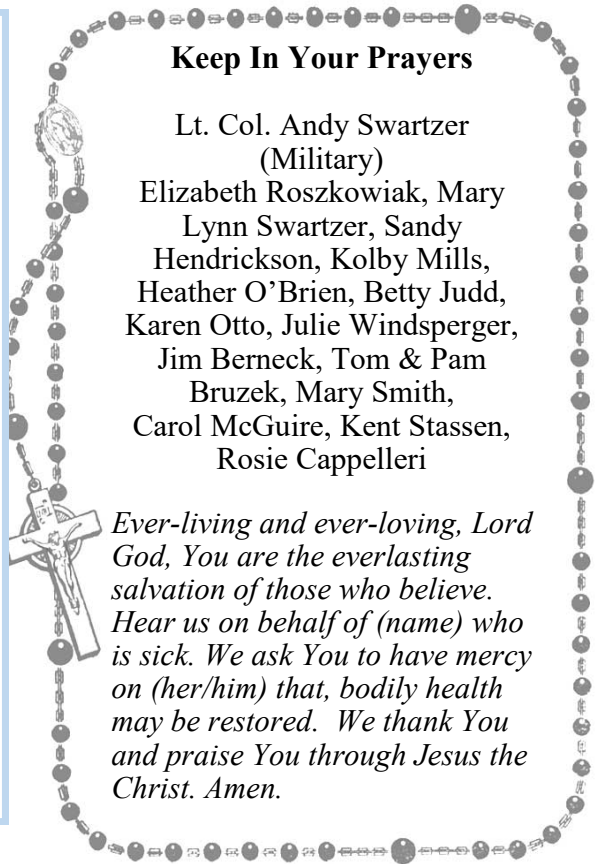 Keep In Your Prayers
Lt. Col. Andy Swartzer
(Military)
Elizabeth Roszkowiak, Mary
Lynn Swartzer, Sandy
Hendrickson, Kolby Mills,
Heather O’Brien, Betty Judd,
Karen Otto, Julie Windsperger,
Jim Berneck, Tom & Pam
Bruzek, Mary Smith,
Carol McGuire, Kent Stassen,
Rosie Cappelleri
Ever-living and ever-loving, Lord
God, You are the everlasting
salvation of those who believe.
Hear us on behalf of (name) who
is sick. We ask You to have mercy
on (her/him) that, bodily health
may be restored.  We thank You
and praise You through Jesus the
Christ. Amen.